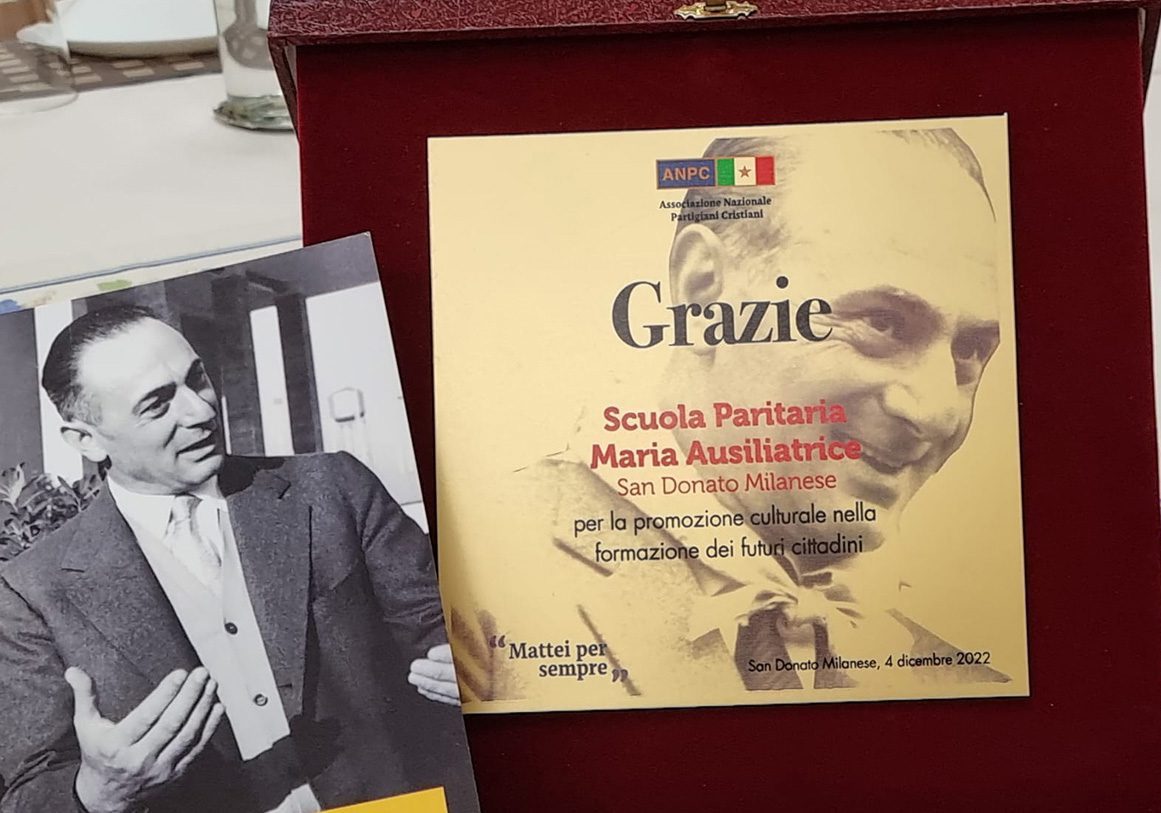 ANPC
Associazione Nazionale
Partigiani Cristiani
Grazie
Scuola Paritaria
Maria Ausiliatrice
San Donato Milanese
per la promozione culturale nella
formazione dei futuri cittadini
“Mattei per
sempre„
San Donato Milanese, 4 dicembre 2022